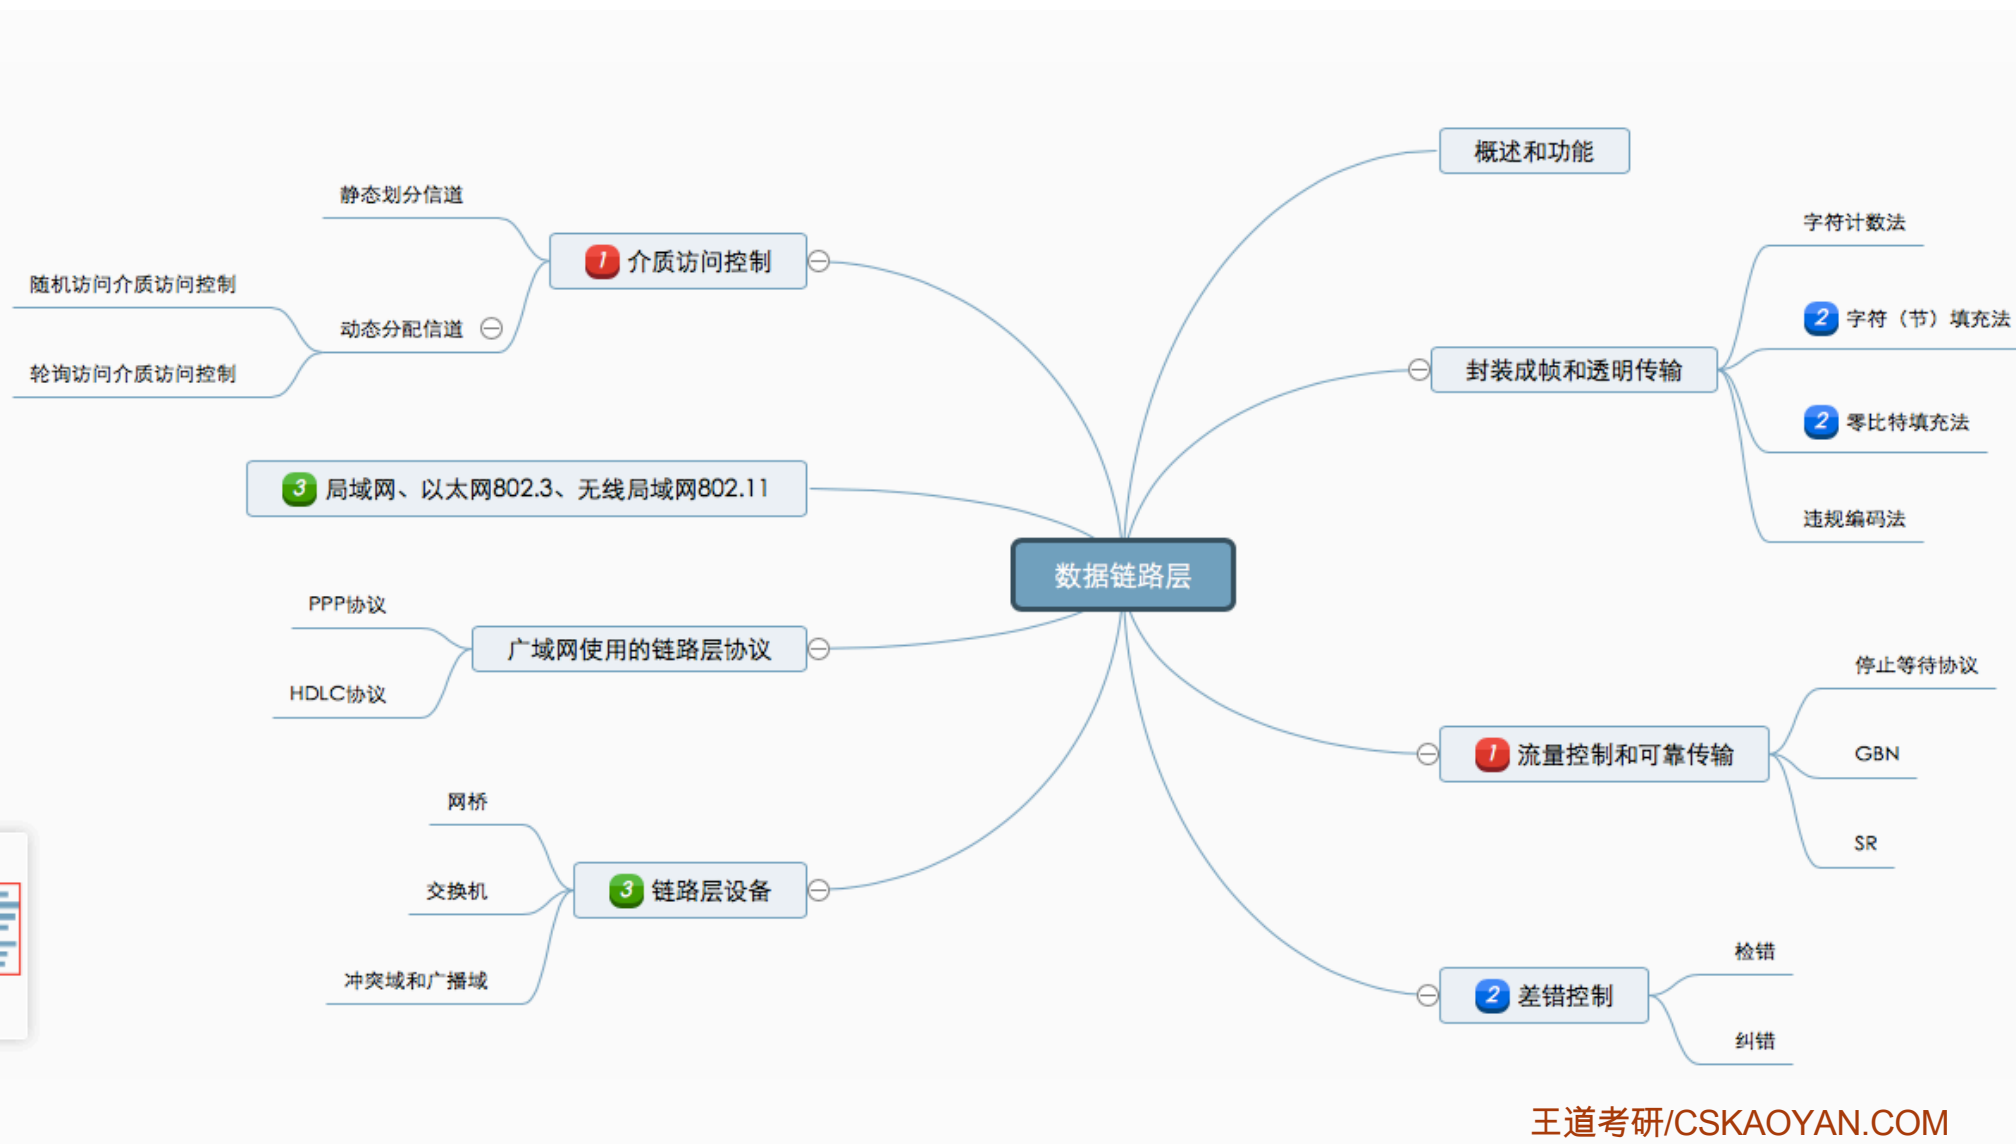 概述和功能
静态划分信道
字符计数法
1 介质访问控制
随机访问介质访问控制
2 字符（节）填充法
动态分配信道
轮询访问介质访问控制
封装成帧和透明传输
2 零比特填充法
3 局域网、以太网802.3、无线局域网802.11
违规编码法
数据链路层
PPP协议
广域网使用的链路层协议
停止等待协议
HDLC协议
1 流量控制和可靠传输
GBN
网桥
SR
交换机
3 链路层设备
检错
冲突域和广播域
2 差错控制
纠错
王道考研/CSKAOYAN.COM